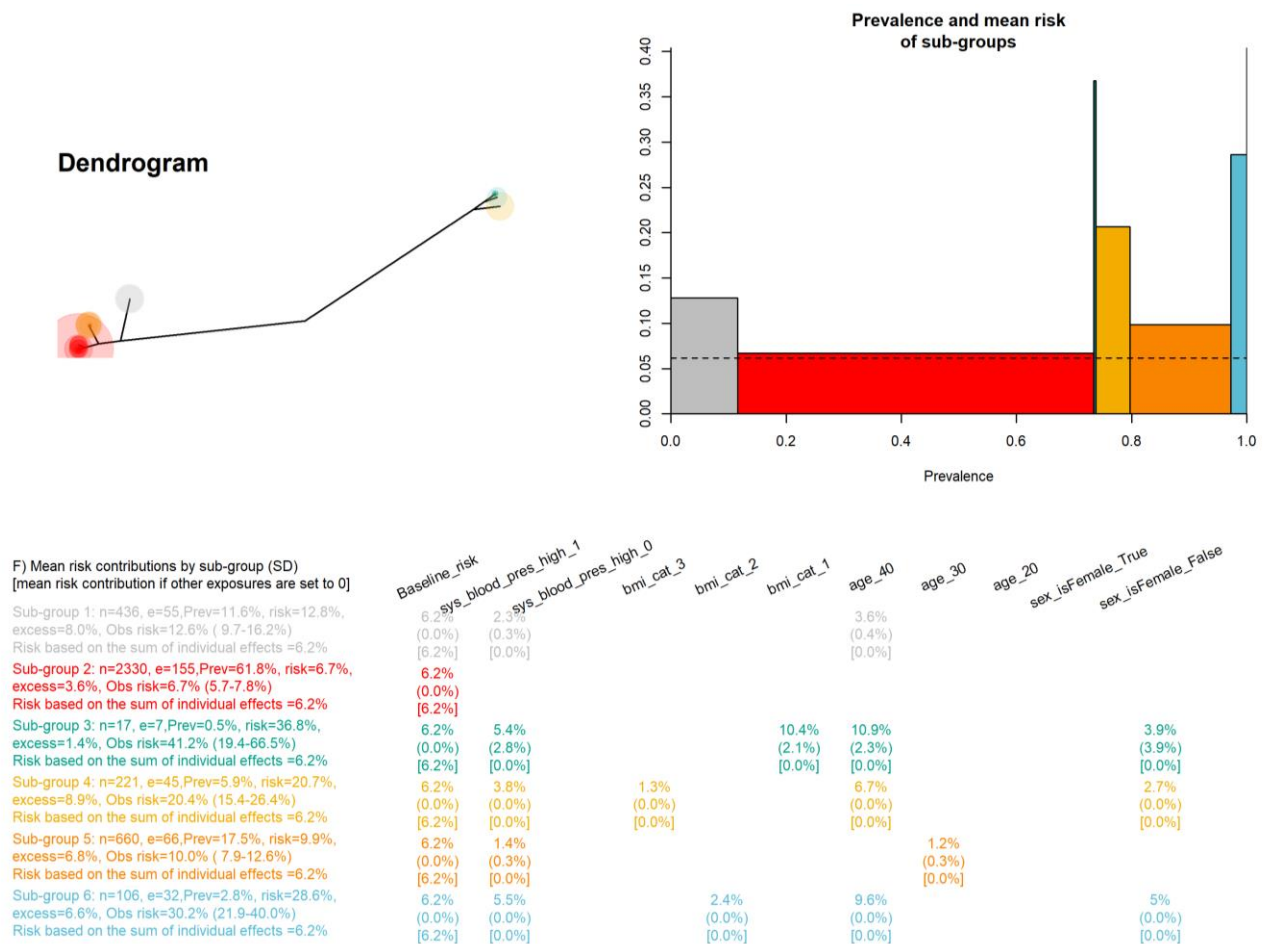 Prevalence and mean risk
of sub-groups
Dendrogram
0.40
0.35
0.30
0.25
0.20
0.15
0.10
0.05
0.00
0.0 0.2 0.4 0.6 0.8 1.0
Prevalence
F) Mean risk contributions by sub-group (SD)
[mean risk contribution if other exposures are set to 0]
Baseline_risk sys_blood_pres_high_1 sys_blood_pres_high_0 bmi_cat_3 bmi_cat_2 bmi_cat_1 age_40 age_30 age_20 sex_isFemale_True sex_isFemale_False
Sub-group 1: n=436, e=55,Prev=11.6%, risk=12.8%, 6.2% 2.3% 3.6%
excess=8.0%, Obs risk=12.6% ( 9.7-16.2%) (0.0%) (0.3%) (0.4%)
Risk based on the sum of individual effects =6.2% [6.2%] [0.0%] [0.0%]
Sub-group 2: n=2330, e=155,Prev=61.8%, risk=6.7%, 6.2%
excess=3.6%, Obs risk=6.7% (5.7-7.8%) (0.0%)
Risk based on the sum of individual effects =6.2% [6.2%]
Sub-group 3: n=17, e=7,Prev=0.5%, risk=36.8%, 6.2% 5.4% 10.4% 10.9% 3.9%
excess=1.4%, Obs risk=41.2% (19.4-66.5%) (0.0%) (2.8%) (2.1%) (2.3%) (3.9%)
Risk based on the sum of individual effects =6.2% [6.2%] [0.0%] [0.0%] [0.0%] [0.0%]
Sub-group 4: n=221, e=45,Prev=5.9%, risk=20.7%, 6.2% 3.8% 1.3% 6.7% 2.7%
excess=8.9%, Obs risk=20.4% (15.4-26.4%) (0.0%) (0.0%) (0.0%) (0.0%) (0.0%)
Risk based on the sum of individual effects =6.2% [6.2%] [0.0%] [0.0%] [0.0%] [0.0%]
Sub-group 5: n=660, e=66,Prev=17.5%, risk=9.9%, 6.2% 1.4% 1.2%
excess=6.8%, Obs risk=10.0% ( 7.9-12.6%) (0.0%) (0.3%) (0.3%)
Risk based on the sum of individual effects =6.2% [6.2%] [0.0%] [0.0%]
Sub-group 6: n=106, e=32,Prev=2.8%, risk=28.6%, 6.2% 5.5% 2.4% 9.6% 5%
excess=6.6%, Obs risk=30.2% (21.9-40.0%) (0.0%) (0.0%) (0.0%) (0.0%) (0.0%)
Risk based on the sum of individual effects =6.2% [6.2%] [0.0%] [0.0%] [0.0%] [0.0%]